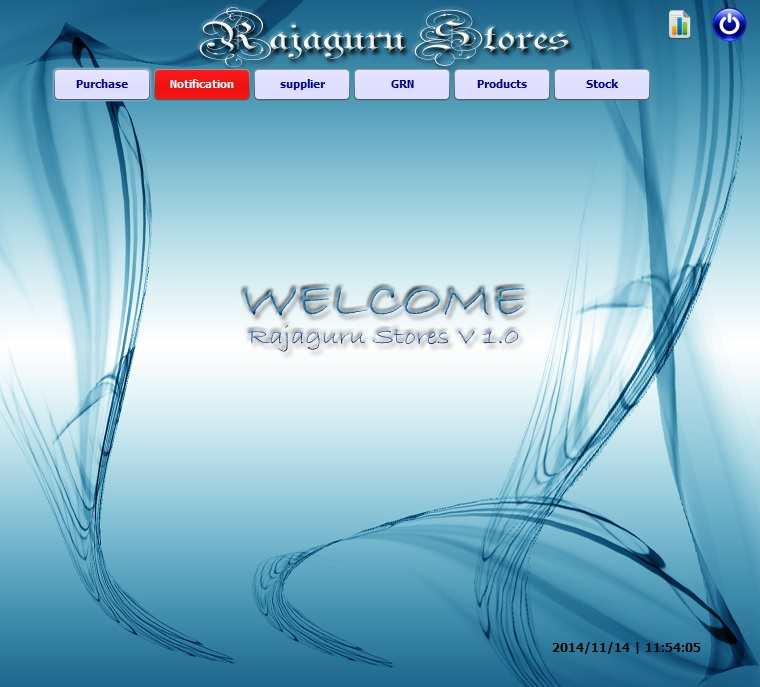 Rajaguru Stores
Purchase
Notification
supplier
GRN
Products
Stock
WELCOME
Rajaguru Stores V 1.0
2014/11/14 | 11:54:05